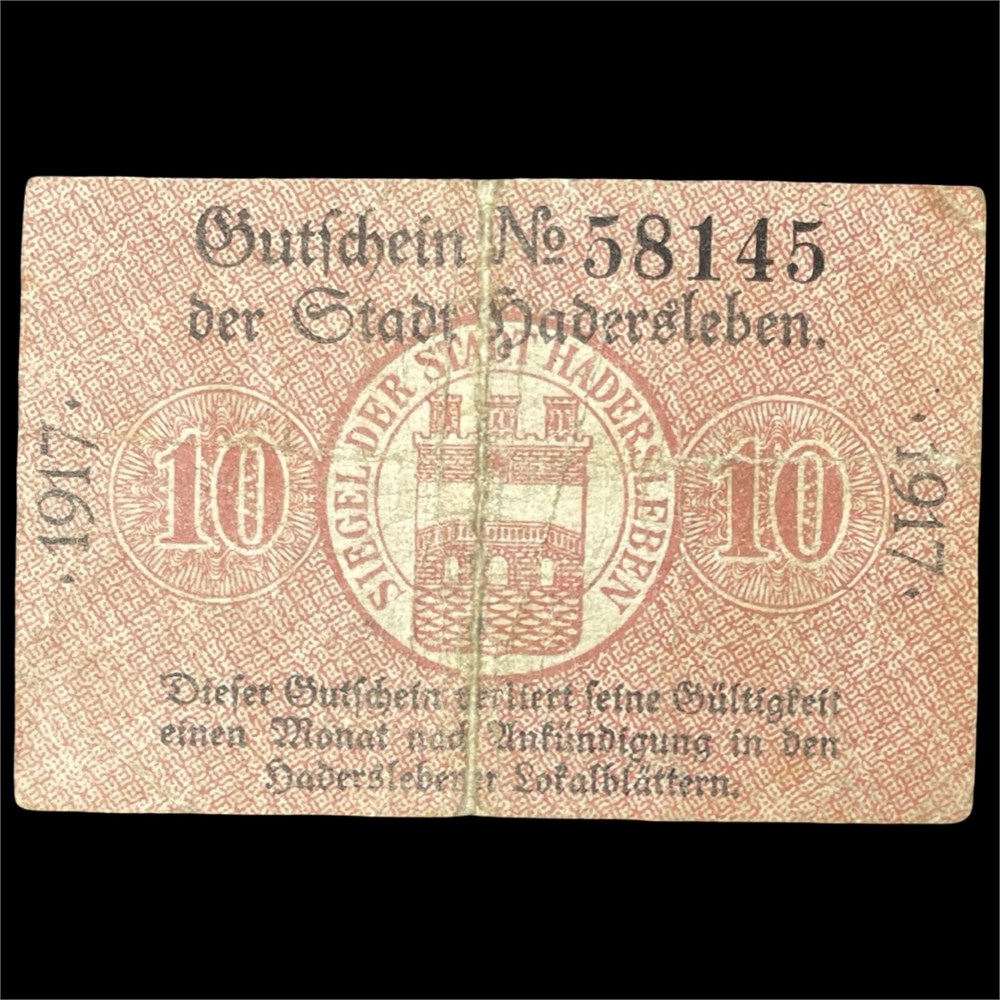 Gutschein № 58145
der Stadt Hadersleben.
SIEGEL DER STADT HADERSLEBEN
10
10
· 1917 ·
· 1917 ·
Dieser Gutschein verliert seine Gültigkeit
einen Monat nach Ankündigung in den
Haderslebener Lokalblättern.